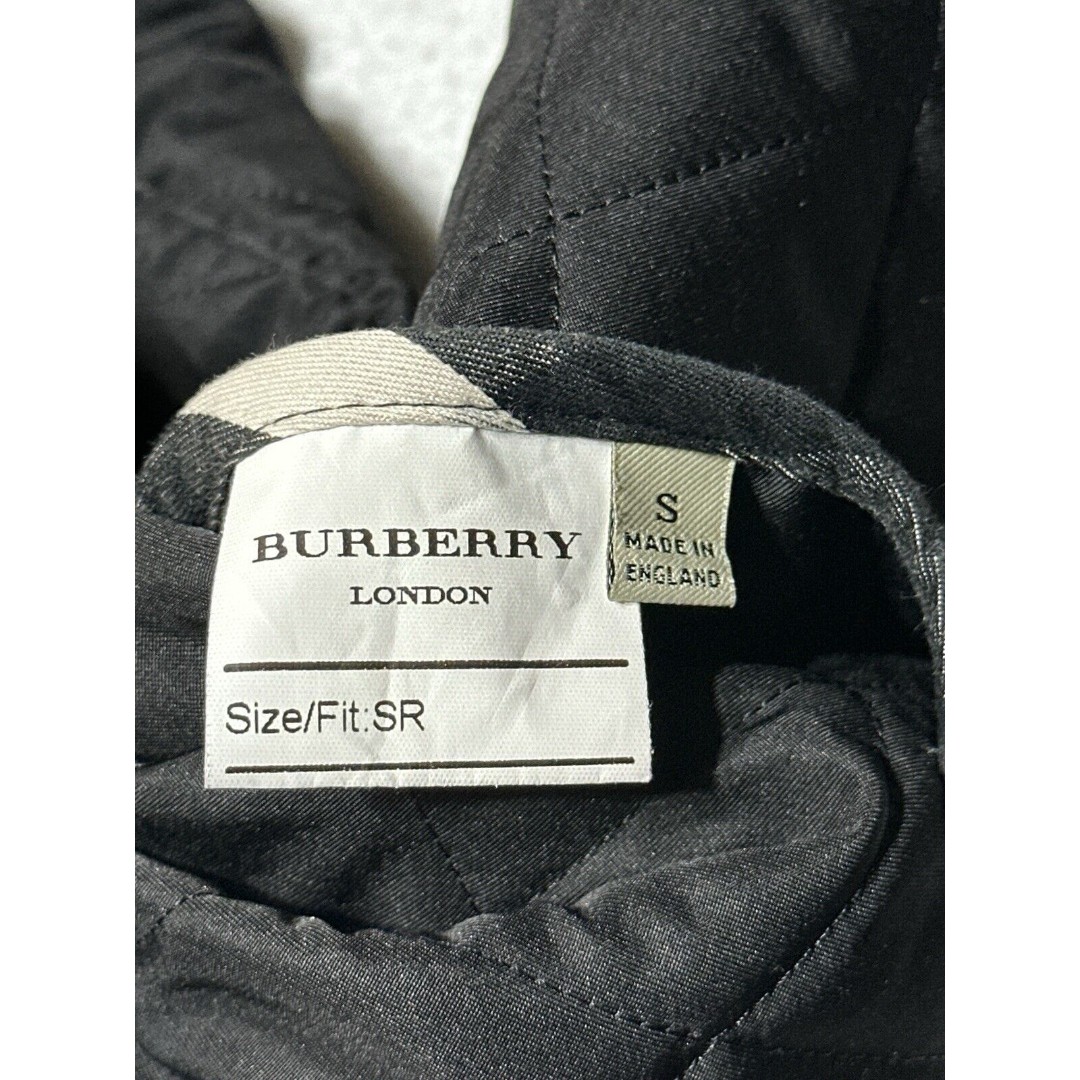 BURBERRY
LONDON
Size/Fit:SR
S
MADE IN
ENGLAND